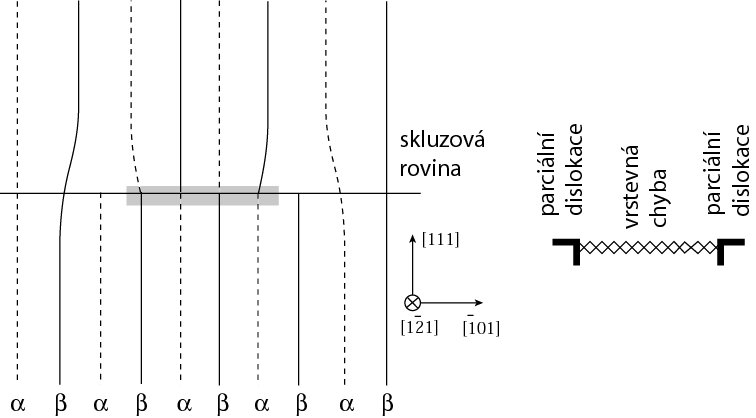 skluzová
rovina
[111]
[1̄21]
[1̄01]
α β α β α β α β α β
parciální
dislokace
vrstevná
chyba
parciální
dislokace